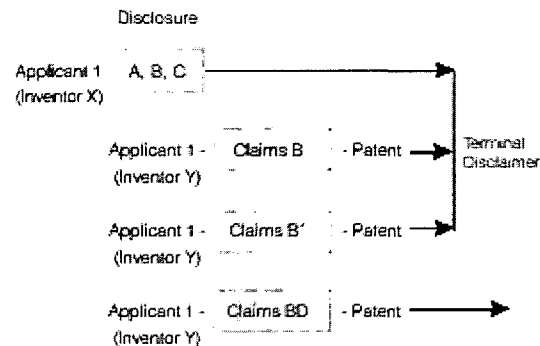 Disclosure
Applicant 1 A, B, C
(Inventor X)
Applicant 1 - Claims B - Patent
(Inventor Y)
Terminal
Disclaimer
Applicant 1 - Claims B' - Patent
(Inventor Y)
Applicant 1 - Claims BD - Patent
(Inventor Y)